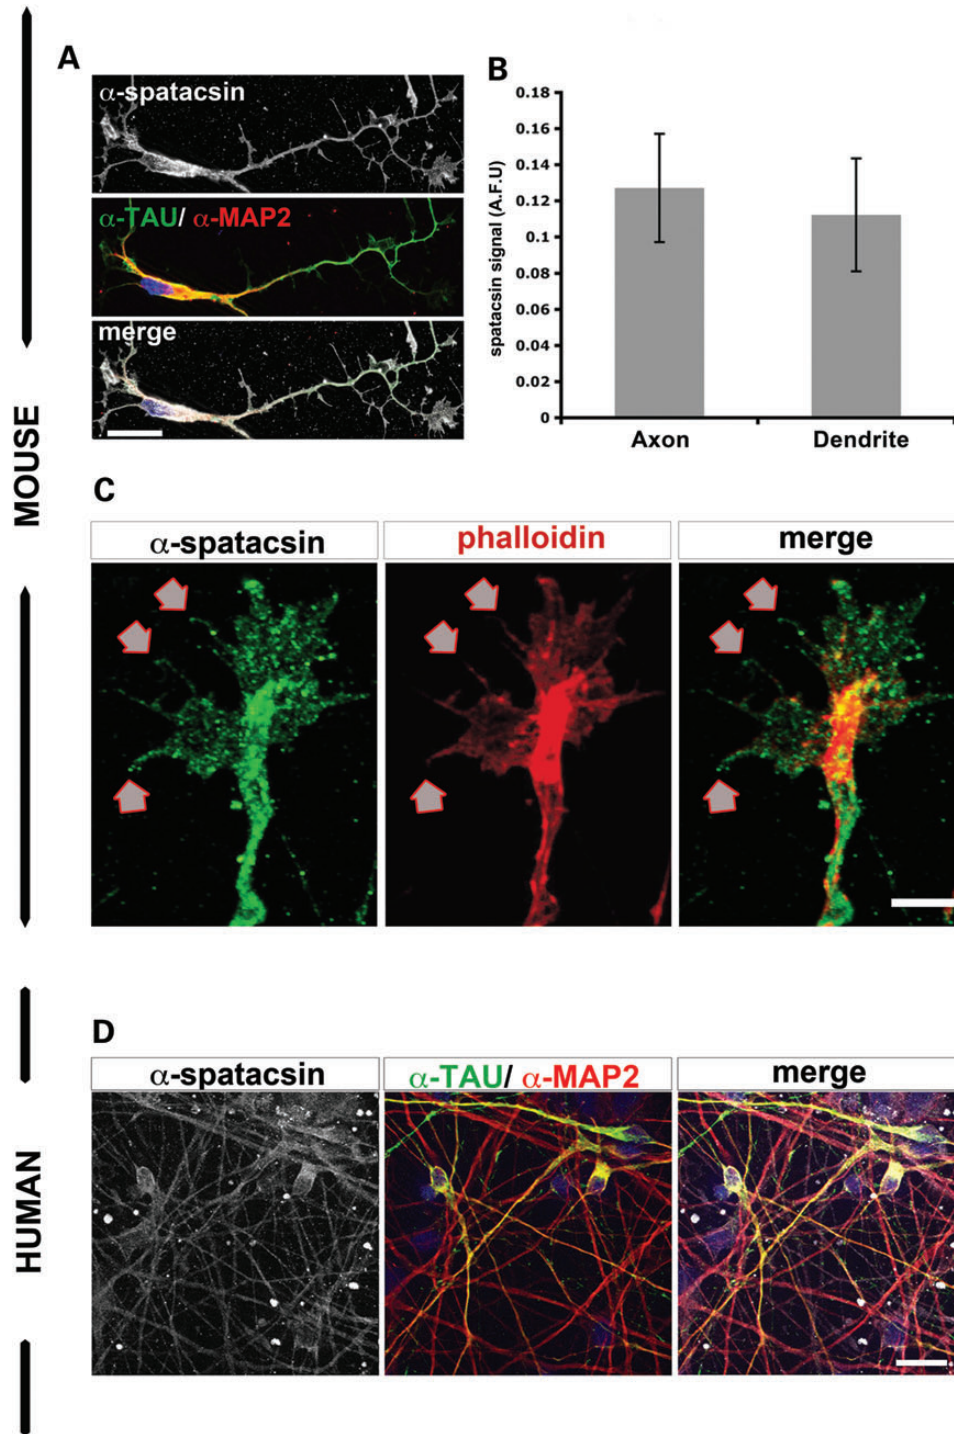 MOUSE
A
α-spatacsin
α-TAU/ α-MAP2
merge
B
spatacsin signal (A.F.U)
0.18
0.16
0.14
0.12
0.1
0.08
0.06
0.04
0.02
0
Axon Dendrite
C
α-spatacsin phalloidin merge
HUMAN
D
α-spatacsin α-TAU/ α-MAP2 merge